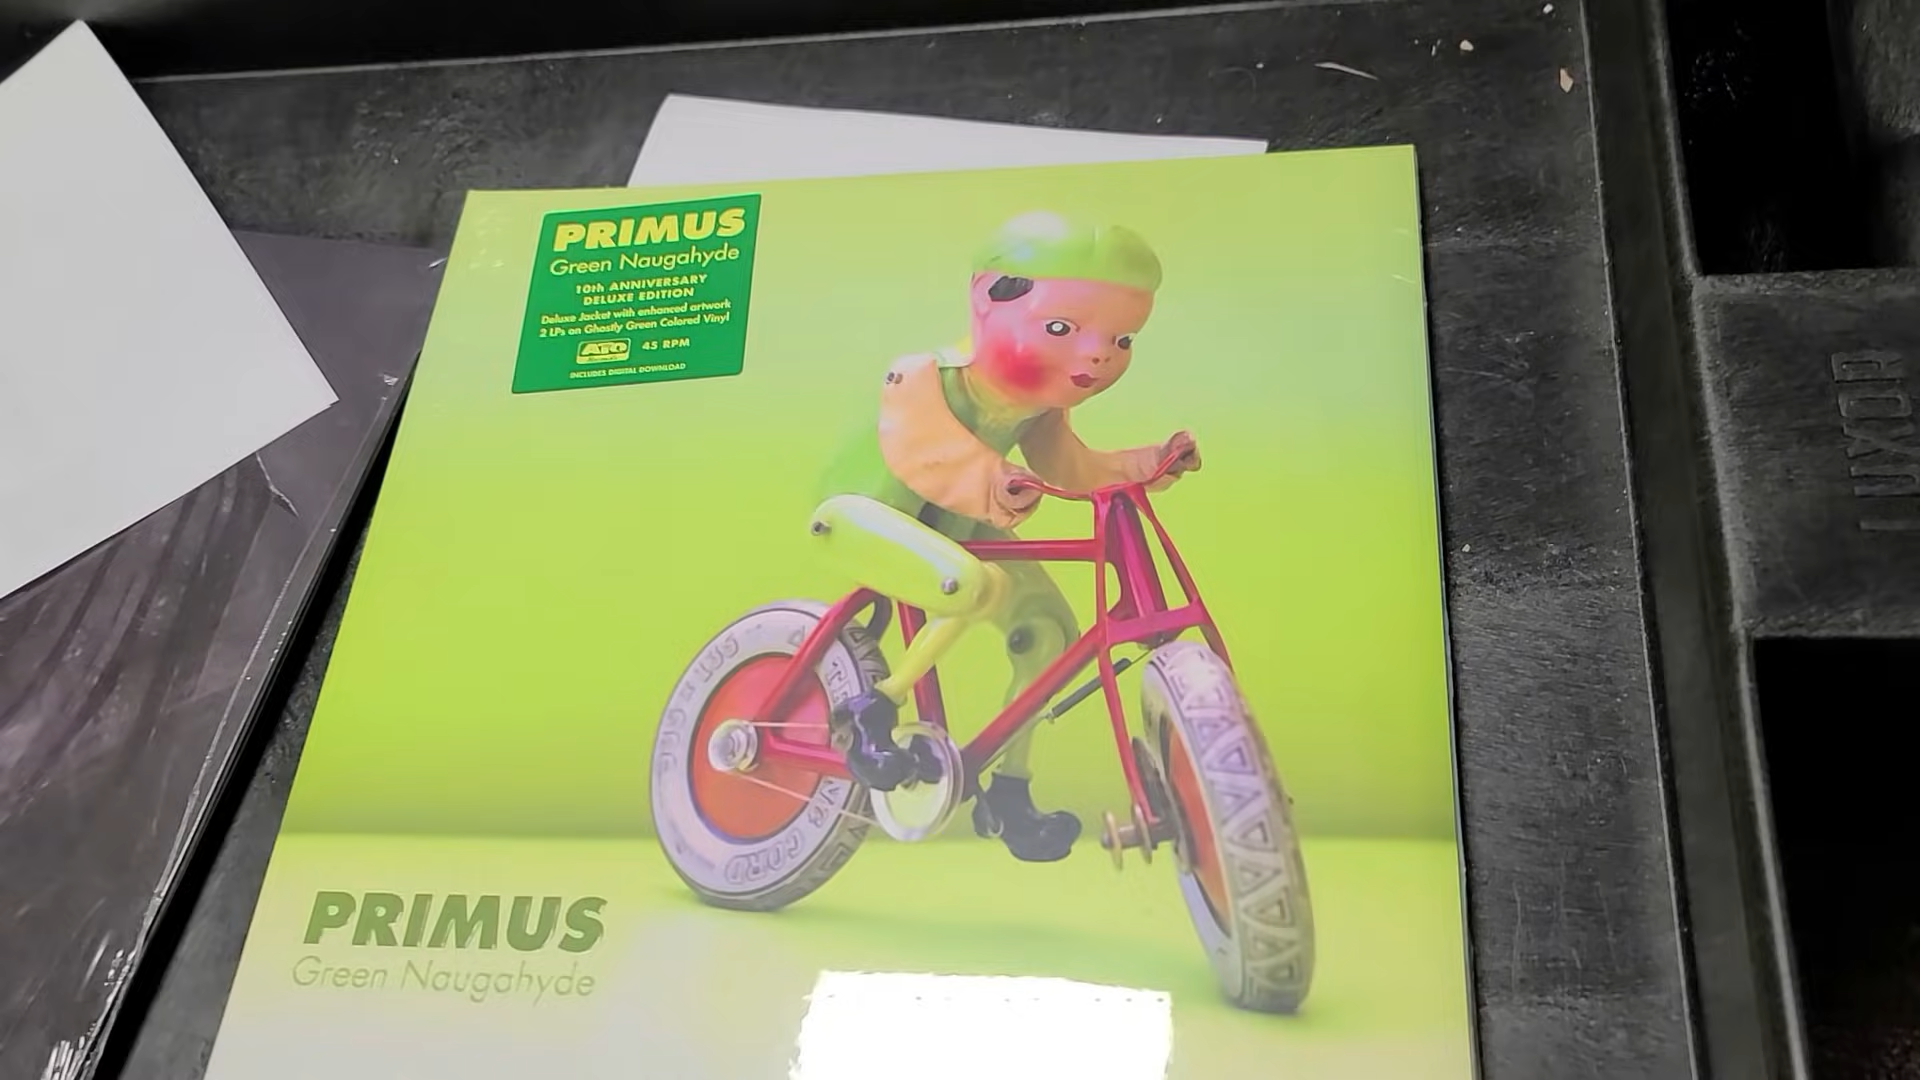 PRIMUS
Green Naugahyde
10th ANNIVERSARY
DELUXE EDITION
Deluxe Jacket with enhanced artwork
2 LPs on Ghostly Green Colored Vinyl
ATO
45 RPM
INCLUDES DIGITAL DOWNLOAD
CORD
PRIMUS
Green Naugahyde